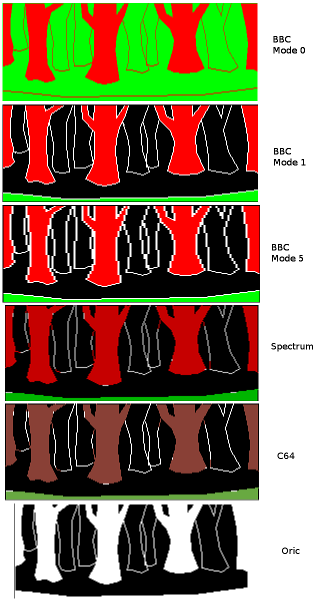 BBC
Mode 0
BBC
Mode 1
BBC
Mode 5
Spectrum
C64
Oric